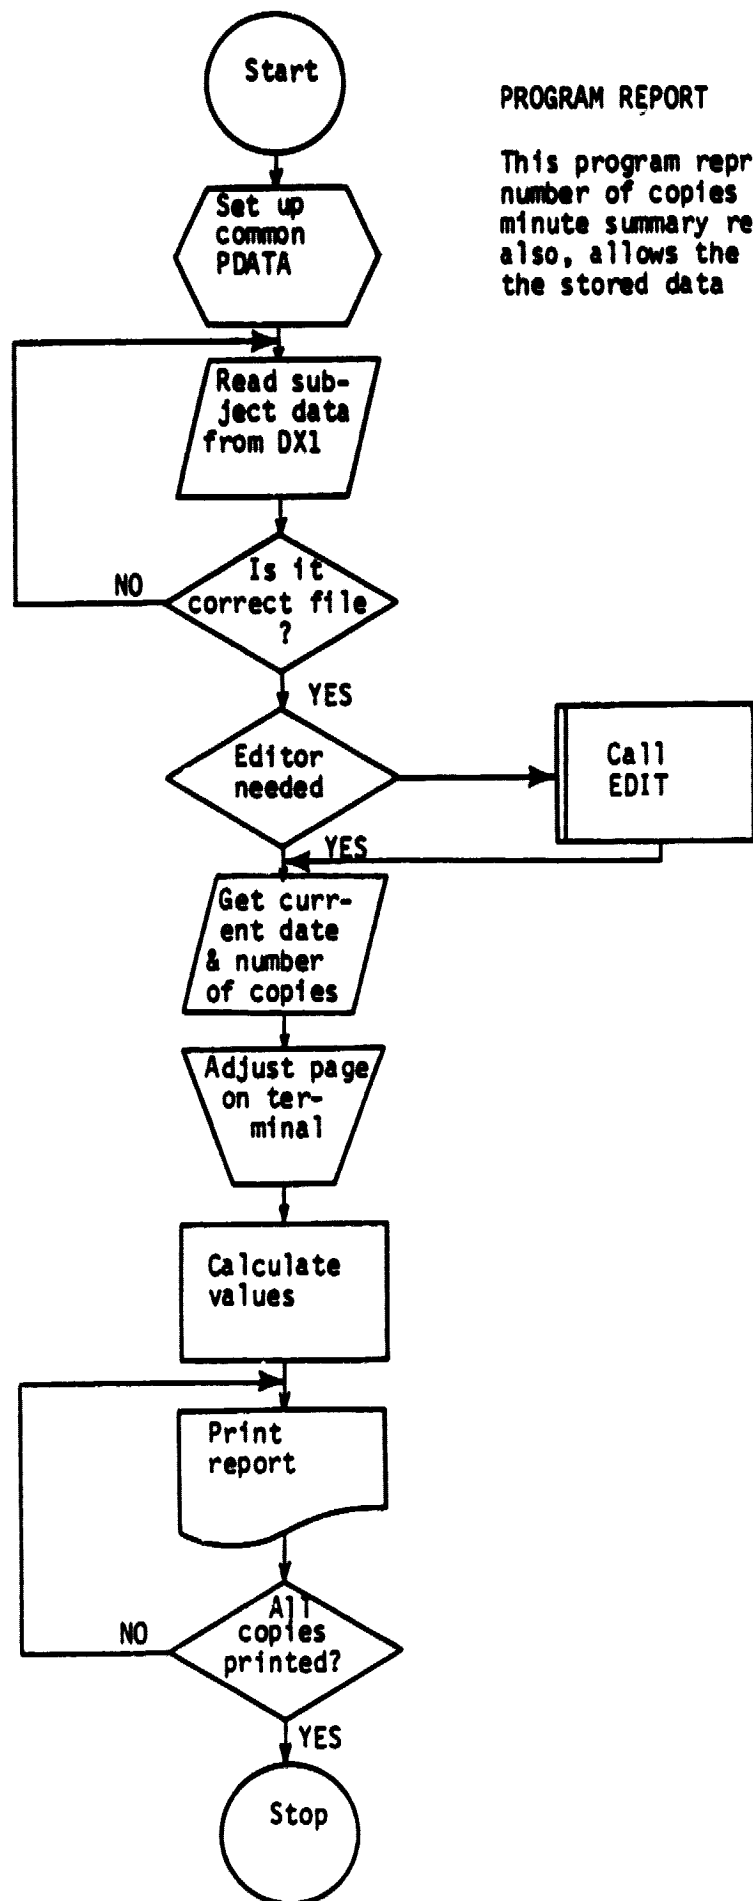 Start
PROGRAM REPORT
This program repr
number of copies
minute summary re
also, allows the
the stored data
Set up
common
PDATA
Read sub-
ject data
from DX1
Is it
correct file
?
NO
YES
Editor
needed
Call
EDIT
YES
Get curr-
ent date
& number
of copies
Adjust page
on ter-
minal
Calculate
values
Print
report
All
copies
printed?
NO
YES
Stop